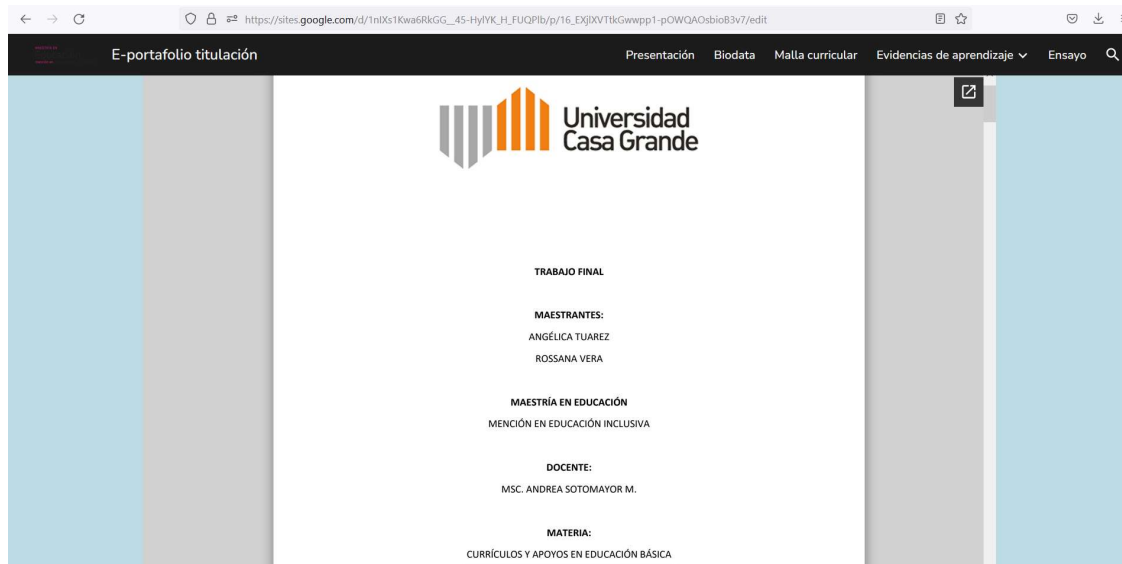 https://sites.google.com/d/1nIXs1Kwa6RkGG__45-HyIYK_H_FUQPlb/p/16_EXjlXVTtkGwwpp1-pOWQAOsbioB3v7/edit
E-portafolio titulación Presentación Biodata Malla curricular Evidencias de aprendizaje Ensayo
Universidad
Casa Grande
TRABAJO FINAL
MAESTRANTES:
ANGÉLICA TUAREZ
ROSSANA VERA
MAESTRÍA EN EDUCACIÓN
MENCIÓN EN EDUCACIÓN INCLUSIVA
DOCENTE:
MSC. ANDREA SOTOMAYOR M.
MATERIA:
CURRÍCULOS Y APOYOS EN EDUCACIÓN BÁSICA